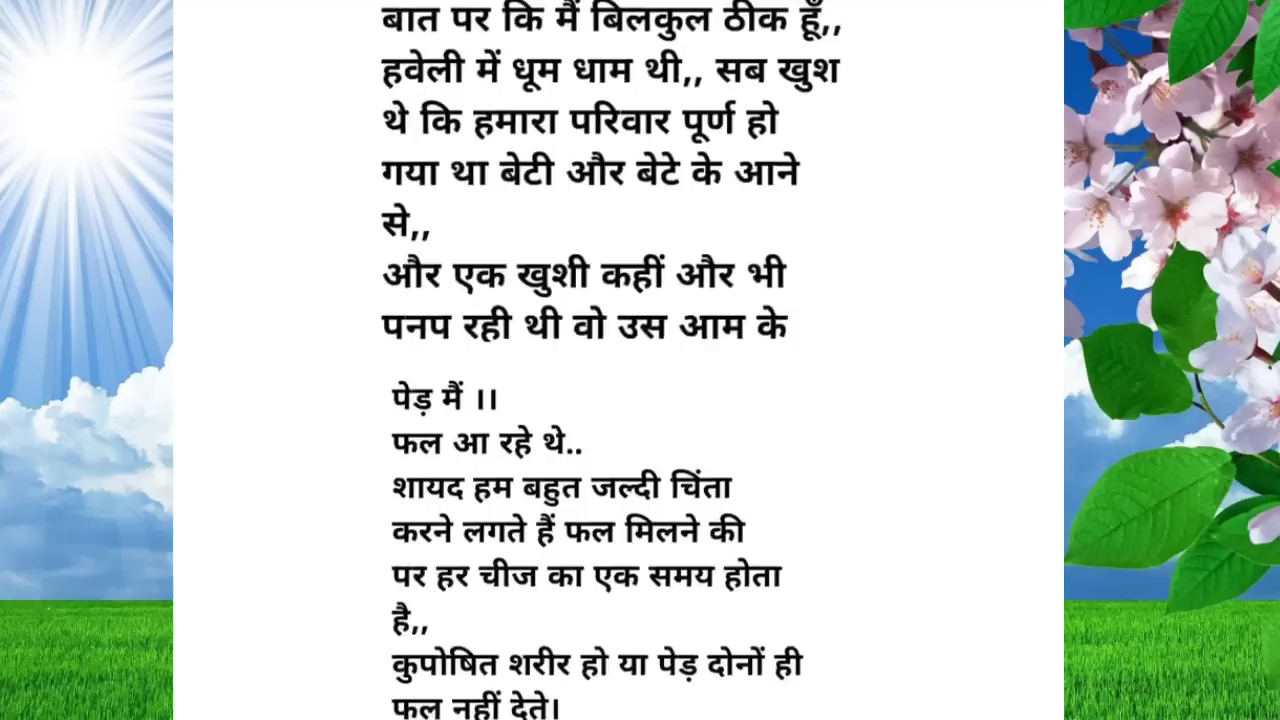 बात पर कि मैं बिलकुल ठीक हूँ,,
हवेली में धूम धाम थी,, सब खुश
थे कि हमारा परिवार पूर्ण हो
गया था बेटी और बेटे के आने
से,,
और एक खुशी कहीं और भी
पनप रही थी वो उस आम के
पेड़ मैं ।।
फल आ रहे थे..
शायद हम बहुत जल्दी चिंता
करने लगते हैं फल मिलने की
पर हर चीज का एक समय होता
है,,
कुपोषित शरीर हो या पेड़ दोनों ही
फल नहीं देते।